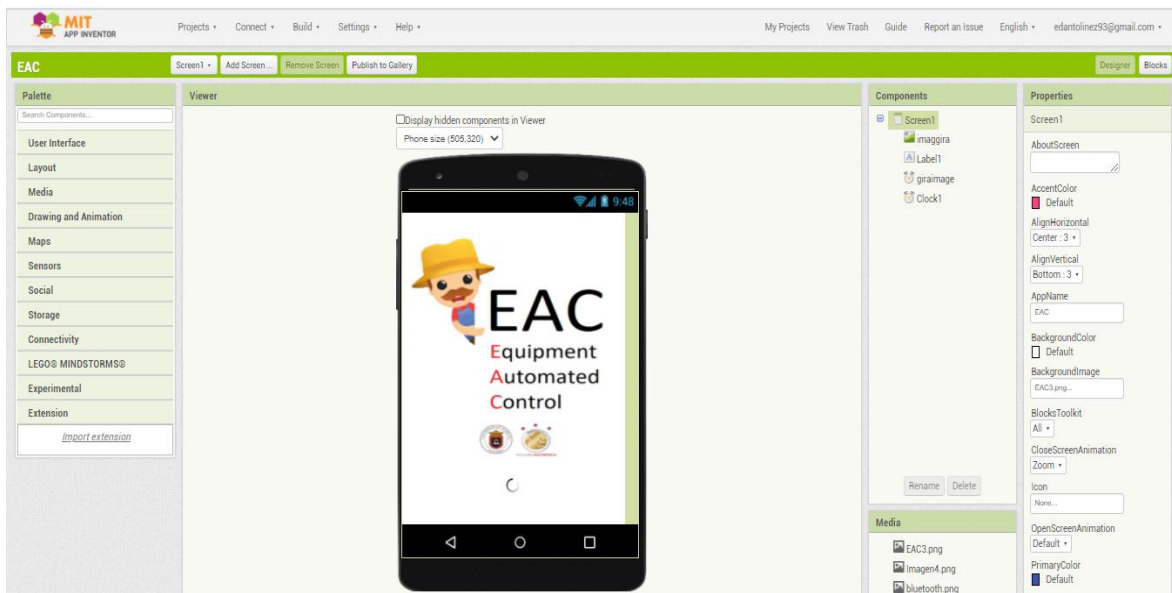 MIT
APP INVENTOR
Projects Connect Build Settings Help
My Projects View Trash Guide Report an Issue English edantolinez93@gmail.com
EAC
Screen1 Add Screen... Remove Screen Publish to Gallery
Designer Blocks
Palette
Search Components...
User Interface
Layout
Media
Drawing and Animation
Maps
Sensors
Social
Storage
Connectivity
LEGO® MINDSTORMS®
Experimental
Extension
Import extension
Viewer
Display hidden components in Viewer
Phone size (505,320)
9:48
EAC
Equipment
Automated
Control
Components
Screen1
imaggira
Label1
giraimage
Clock1
Rename Delete
Media
EAC3.png
Imagen4.png
bluetooth.png
Properties
Screen1
AboutScreen
AccentColor
Default
AlignHorizontal
Center : 3
AlignVertical
Bottom : 3
AppName
EAC
BackgroundColor
Default
BackgroundImage
EAC3.png...
BlocksToolkit
All
CloseScreenAnimation
Zoom
Icon
None...
OpenScreenAnimation
Default
PrimaryColor
Default